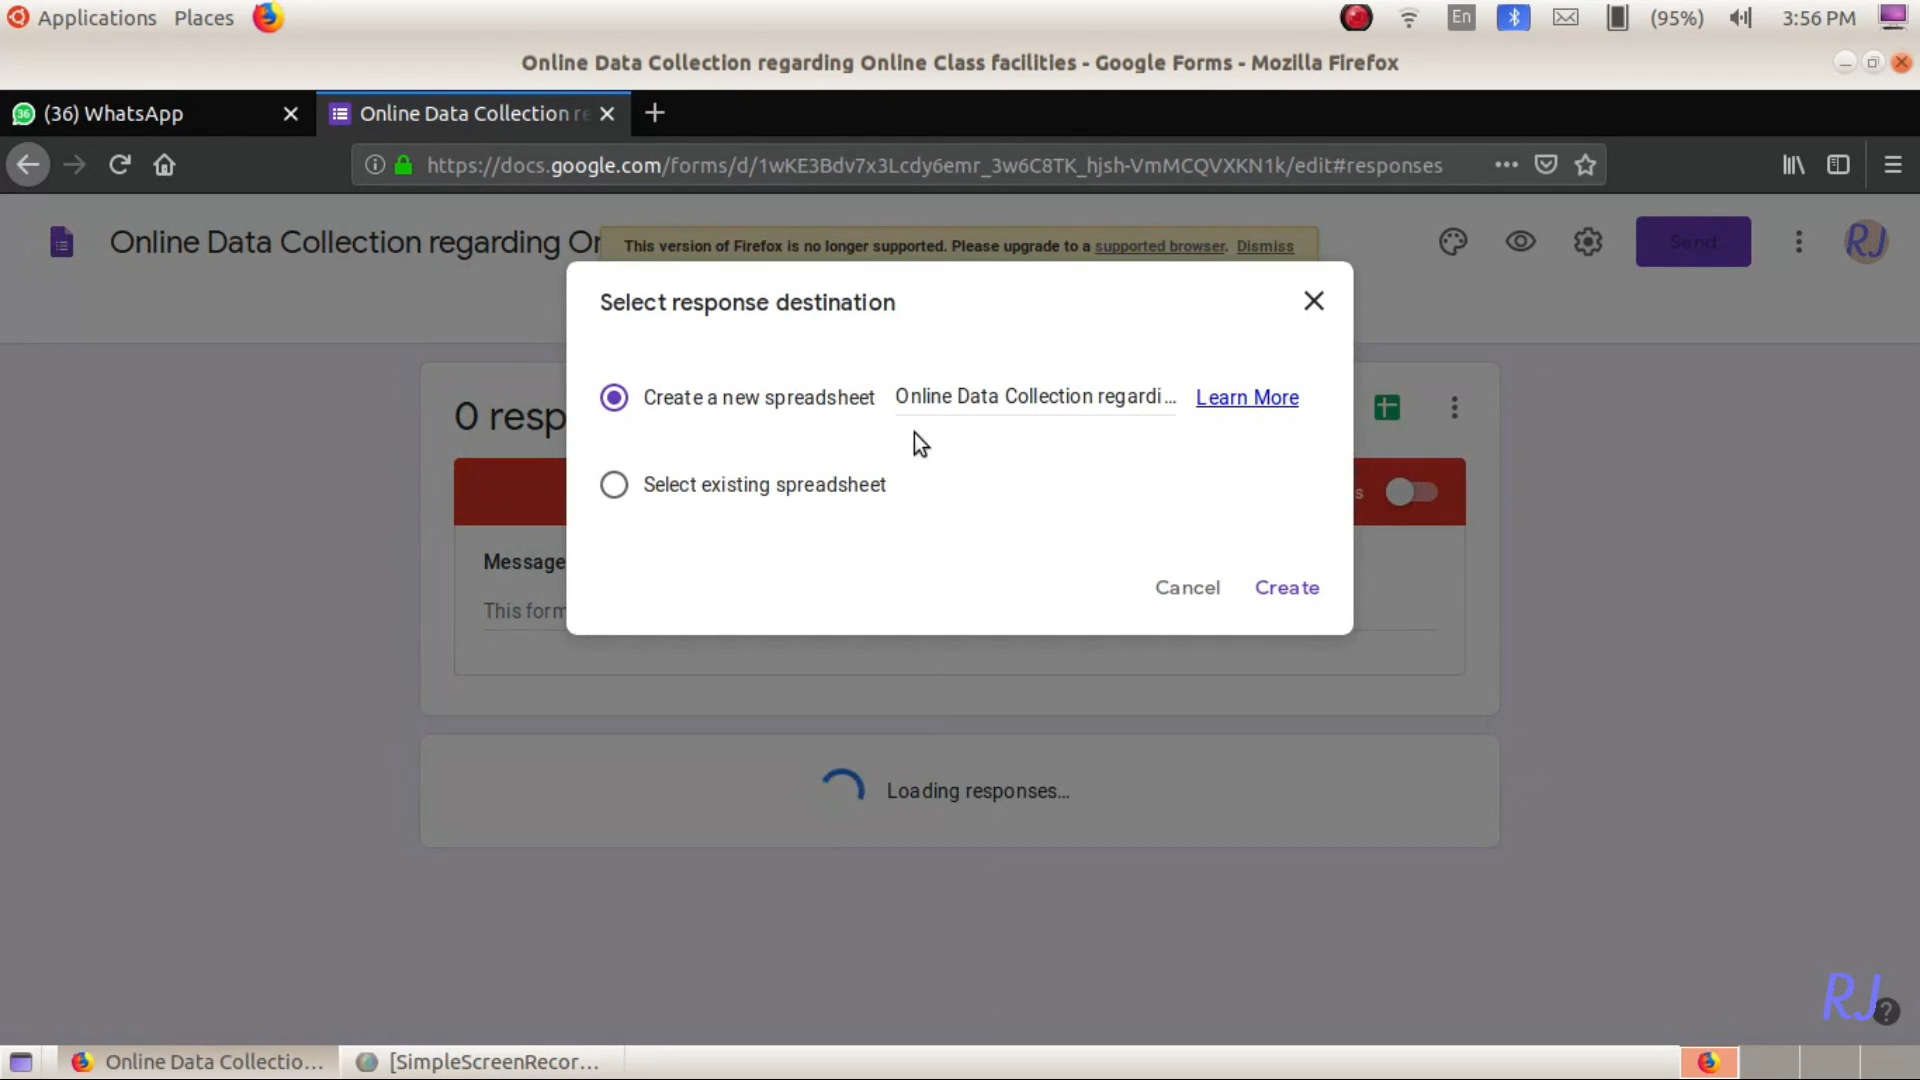 Applications Places En (95%) 3:56 PM
Online Data Collection regarding Online Class facilities - Google Forms - Mozilla Firefox
36 (36) WhatsApp Online Data Collection re
https://docs.google.com/forms/d/1wKE3Bdv7x3Lcdy6emr_3w6C8TK_hjsh-VmMCQVXKN1k/edit#responses
Online Data Collection regarding Or This version of Firefox is no longer supported. Please upgrade to a supported browser. Dismiss Send RJ
Select response destination
Create a new spreadsheet Online Data Collection regardi... Learn More
0 resp
Select existing spreadsheet s
Message
Cancel Create
This form
Loading responses...
RJ ?
Online Data Collectio... [SimpleScreenRecor...